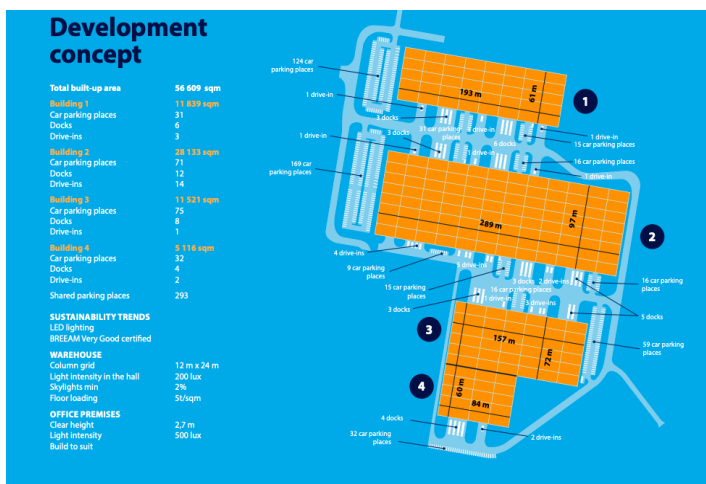 Development
concept
Total built-up area 56 609 sqm
Building 1 11 839 sqm
Car parking places 31
Docks 6
Drive-ins 3
Building 2 28 133 sqm
Car parking places 71
Docks 12
Drive-ins 14
Building 3 11 521 sqm
Car parking places 75
Docks 8
Drive-ins 1
Building 4 5 116 sqm
Car parking places 32
Docks 4
Drive-ins 2
Shared parking places 293
SUSTAINABILITY TRENDS
LED lighting
BREEAM Very Good certified
WAREHOUSE
Column grid 12 m x 24 m
Light intensity in the hall 200 lux
Skylights min 2%
Floor loading 5t/sqm
OFFICE PREMISES
Clear height 2,7 m
Light intensity 500 lux
Build to suit
124 car
parking places
193 m
61 m
1
1 drive-in
3 docks
31 car parking
places
1 drive-in
6 docks
1 drive-in
15 car parking places
1 drive-in
3 docks
1 drive-in
16 car parking places
1 drive-in
169 car
parking places
289 m
97 m
2
4 drive-ins
9 car parking
places
5 drive-ins
15 car parking
places
3 docks
2 drive-ins
16 car parking
places
5 docks
3 docks
16 car parking places
1 drive-in
3 drive-ins
3
157 m
72 m
59 car parking
places
4
60 m
84 m
4 docks
2 drive-ins
32 car parking
places